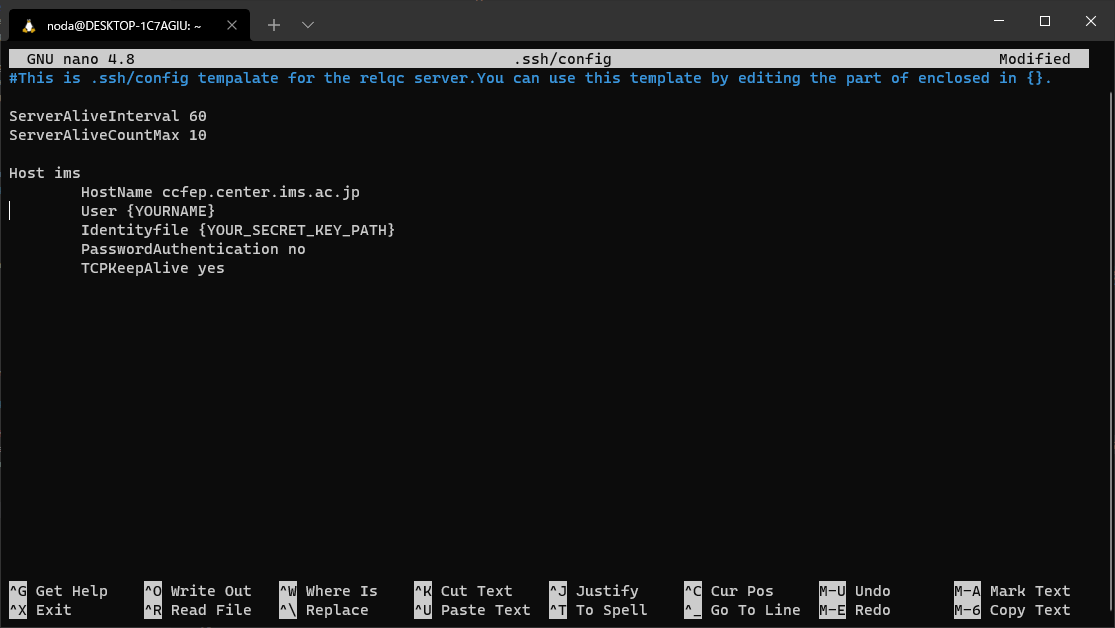 noda@DESKTOP-1C7AGIU: ~
GNU nano 4.8 .ssh/config Modified
#This is .ssh/config tempalate for the relqc server.You can use this template by editing the part of enclosed in {}.
ServerAliveInterval 60
ServerAliveCountMax 10
Host ims
HostName ccfep.center.ims.ac.jp
User {YOURNAME}
Identityfile {YOUR_SECRET_KEY_PATH}
PasswordAuthentication no
TCPKeepAlive yes
^G Get Help ^O Write Out ^W Where Is ^K Cut Text ^J Justify ^C Cur Pos M-U Undo M-A Mark Text
^X Exit ^R Read File ^\ Replace ^U Paste Text ^T To Spell ^_ Go To Line M-E Redo M-6 Copy Text